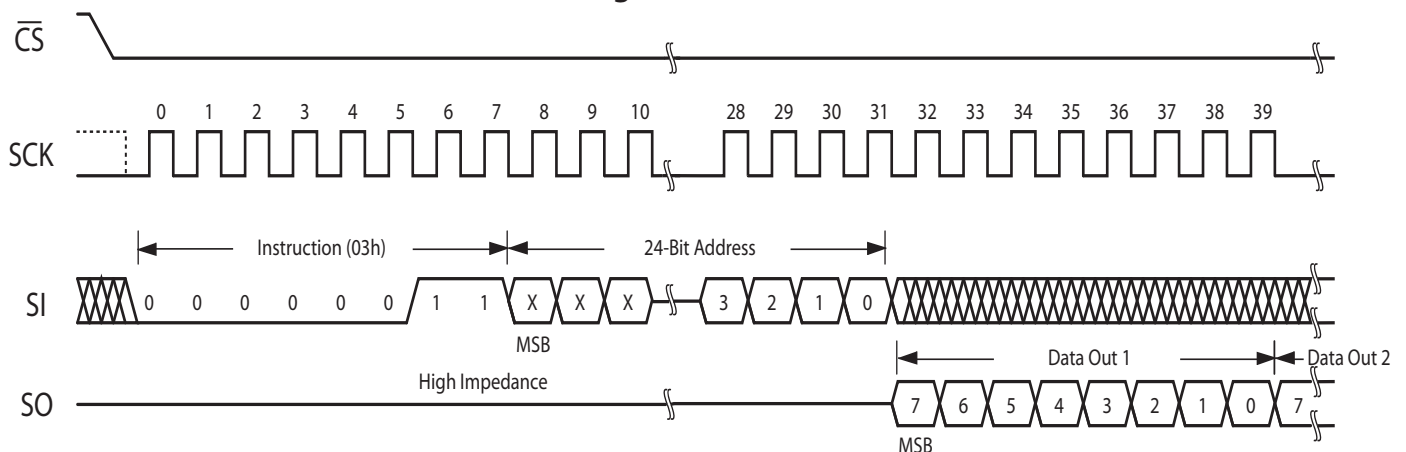 CS
0 1 2 3 4 5 6 7 8 9 10 28 29 30 31 32 33 34 35 36 37 38 39
SCK
Instruction (03h) 24-Bit Address
SI 0 0 0 0 0 0 1 1 X X X 3 2 1 0
MSB
Data Out 1 Data Out 2
High Impedance
SO 7 6 5 4 3 2 1 0 7
MSB